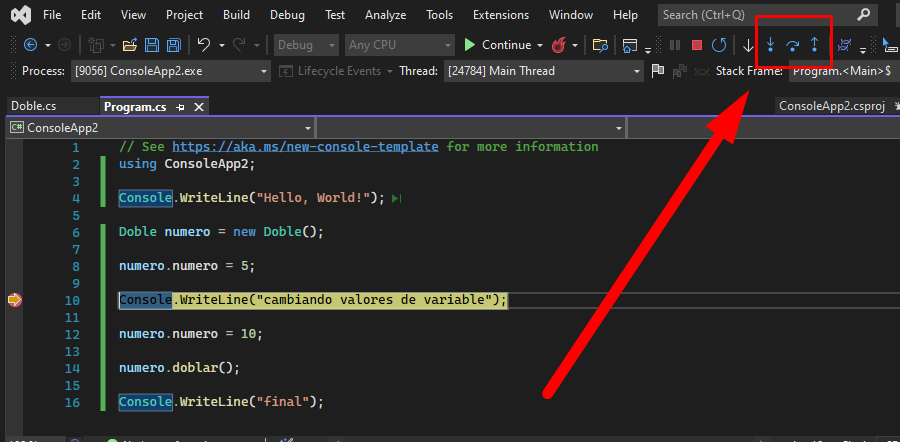 File Edit View Project Build Debug Test Analyze Tools Extensions Window Help Search (Ctrl+Q)
Debug Any CPU Continue
Process: [9056] ConsoleApp2.exe Lifecycle Events Thread: [24784] Main Thread Stack Frame: Program.<Main>$
Doble.cs Program.cs ConsoleApp2.csproj
C# ConsoleApp2
1 // See https://aka.ms/new-console-template for more information
2 using ConsoleApp2;
3
4 Console.WriteLine("Hello, World!");
5
6 Doble numero = new Doble();
7
8 numero.numero = 5;
9
10 Console.WriteLine("cambiando valores de variable");
11
12 numero.numero = 10;
13
14 numero.doblar();
15
16 Console.WriteLine("final");